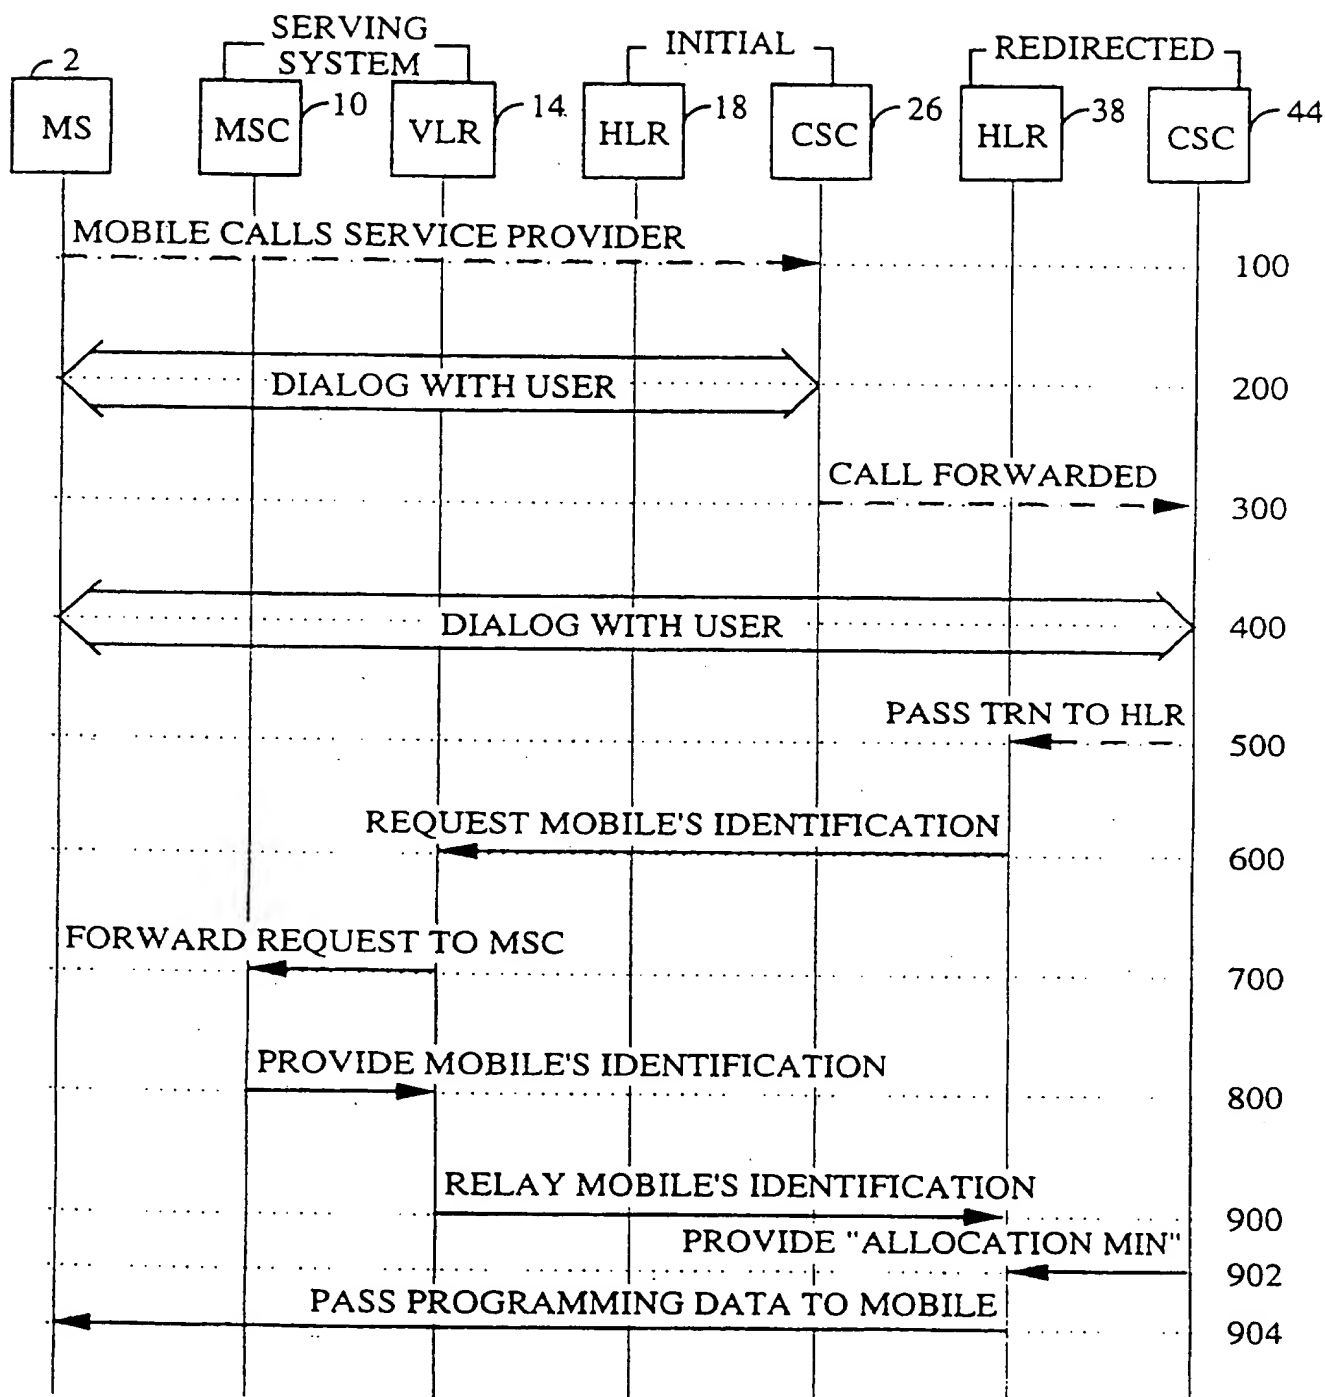 SERVING
SYSTEM
INITIAL
REDIRECTED
2
10
14
18
26
38
44
MS
MSC
VLR
HLR
CSC
HLR
CSC
MOBILE CALLS SERVICE PROVIDER
100
DIALOG WITH USER
200
CALL FORWARDED
300
DIALOG WITH USER
400
PASS TRN TO HLR
500
REQUEST MOBILE'S IDENTIFICATION
600
FORWARD REQUEST TO MSC
700
PROVIDE MOBILE'S IDENTIFICATION
800
RELAY MOBILE'S IDENTIFICATION
900
PROVIDE "ALLOCATION MIN"
902
PASS PROGRAMMING DATA TO MOBILE
904